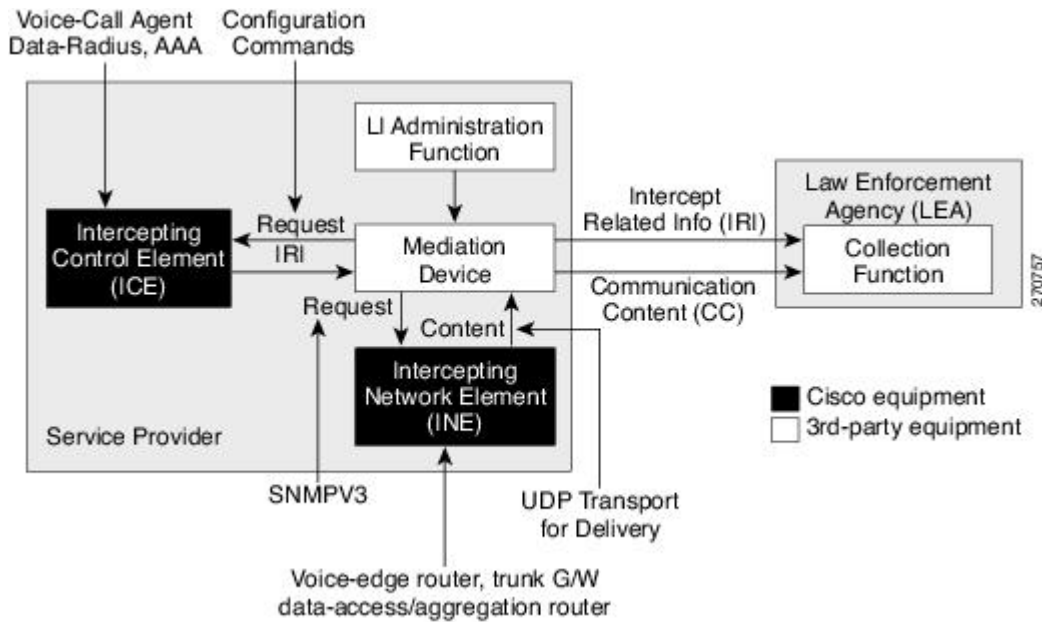 Voice-Call Agent
Data-Radius, AAA
Configuration
Commands
LI Administration
Function
Intercepting
Control Element
(ICE)
Request
IRI
Mediation
Device
Intercept
Related Info (IRI)
Communication
Content (CC)
Law Enforcement
Agency (LEA)
Collection
Function
270757
Request
Content
Intercepting
Network Element
(INE)
Service Provider
Cisco equipment
3rd-party equipment
SNMPV3
UDP Transport
for Delivery
Voice-edge router, trunk G/W
data-access/aggregation router